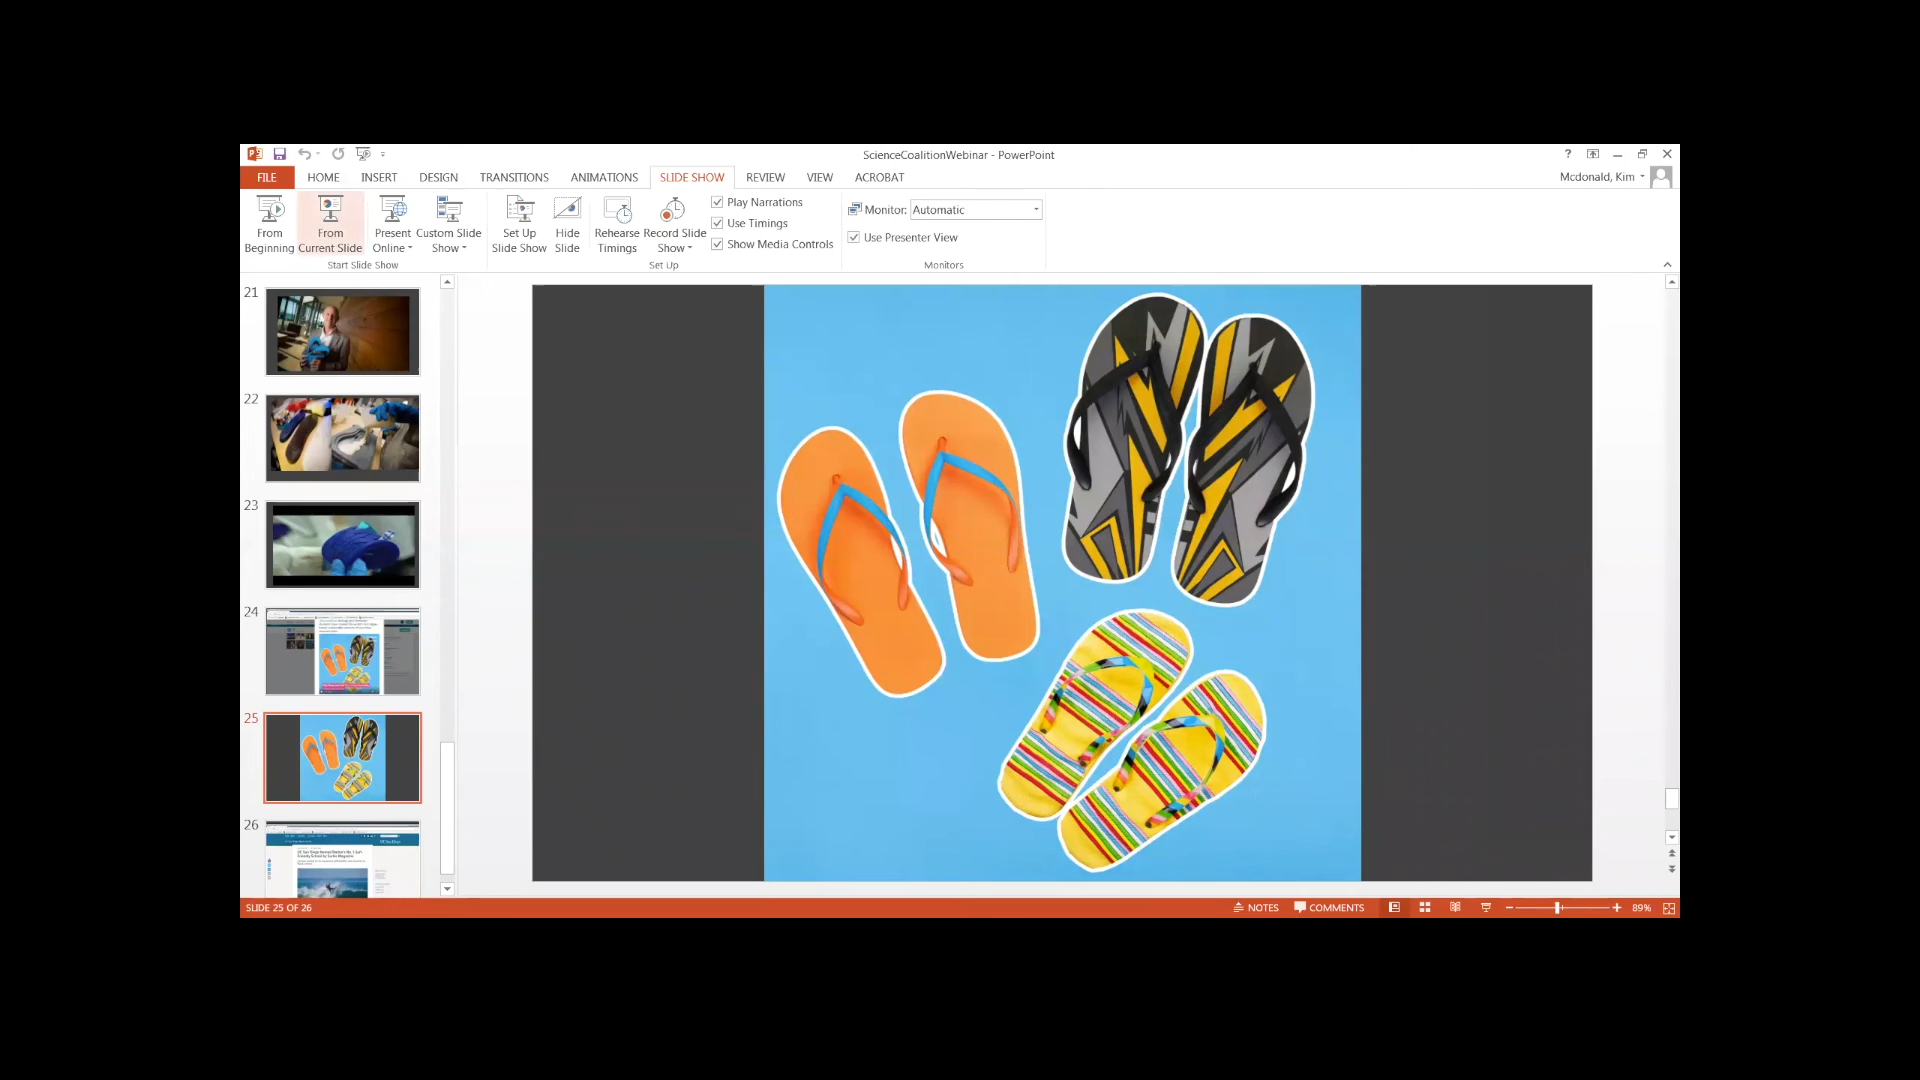 ScienceCoalitionWebinar - PowerPoint
?
FILE HOME INSERT DESIGN TRANSITIONS ANIMATIONS SLIDE SHOW REVIEW VIEW ACROBAT
Mcdonald, Kim
From Beginning
From Current Slide
Present Online
Custom Slide Show
Start Slide Show
Set Up Slide Show
Hide Slide
Rehearse Timings
Record Slide Show
Play Narrations
Use Timings
Show Media Controls
Set Up
Monitor: Automatic
Use Presenter View
Monitors
21
22
23
24
25
26
SLIDE 25 OF 26
NOTES
COMMENTS
89%